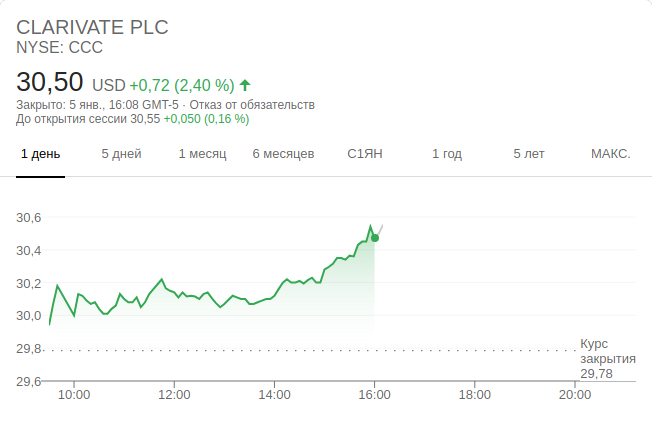 CLARIVATE PLC
NYSE: CCC
30,50 USD +0,72 (2,40 %)
Закрыто: 5 янв., 16:08 GMT-5 · Отказ от обязательств
До открытия сессии 30,55 +0,050 (0,16 %)
1 день 5 дней 1 месяц 6 месяцев С1ЯН 1 год 5 лет МАКС.
30,6
30,4
30,2
30,0
29,8
29,6
Курс
закрытия
29,78
10:00 12:00 14:00 16:00 18:00 20:00